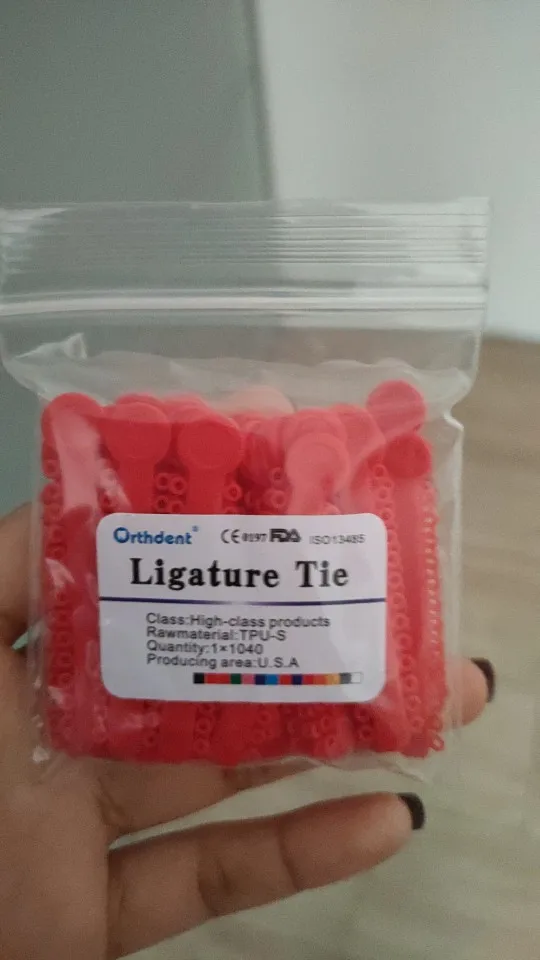 Orthdent® CE 0197 FDA ISO13485
Ligature Tie
Class:High-class products
Rawmaterial:TPU-S
Quantity:1×1040
Producing area:U.S.A